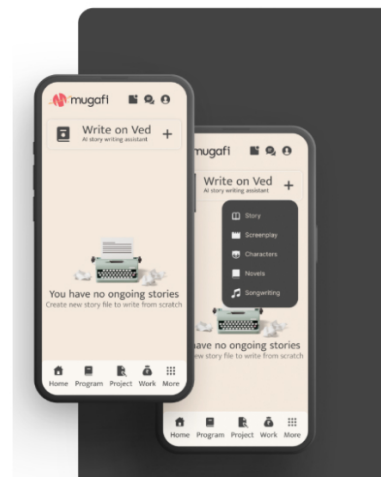 mugafi
Write on Ved
AI story writing assistant
You have no ongoing stories
Create new story file to write from scratch
Home Program Project Work More
mugafi
Write on Ved
AI story writing assistant
Story
Screenplay
Characters
Novels
Songwriting
ave no ongoing stories
ew story file to write from scratch
Home Program Project Work More